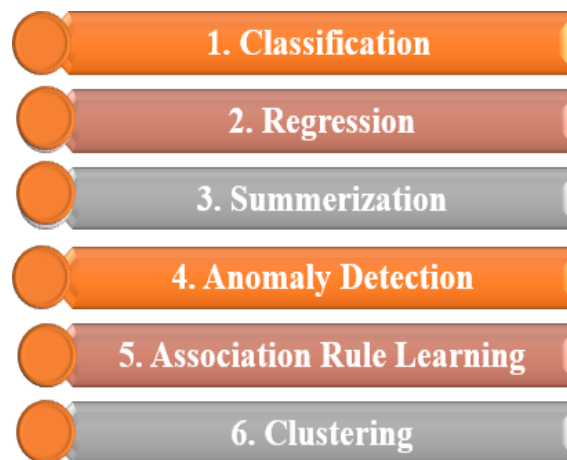 1. Classification
2. Regression
3. Summerization
4. Anomaly Detection
5. Association Rule Learning
6. Clustering